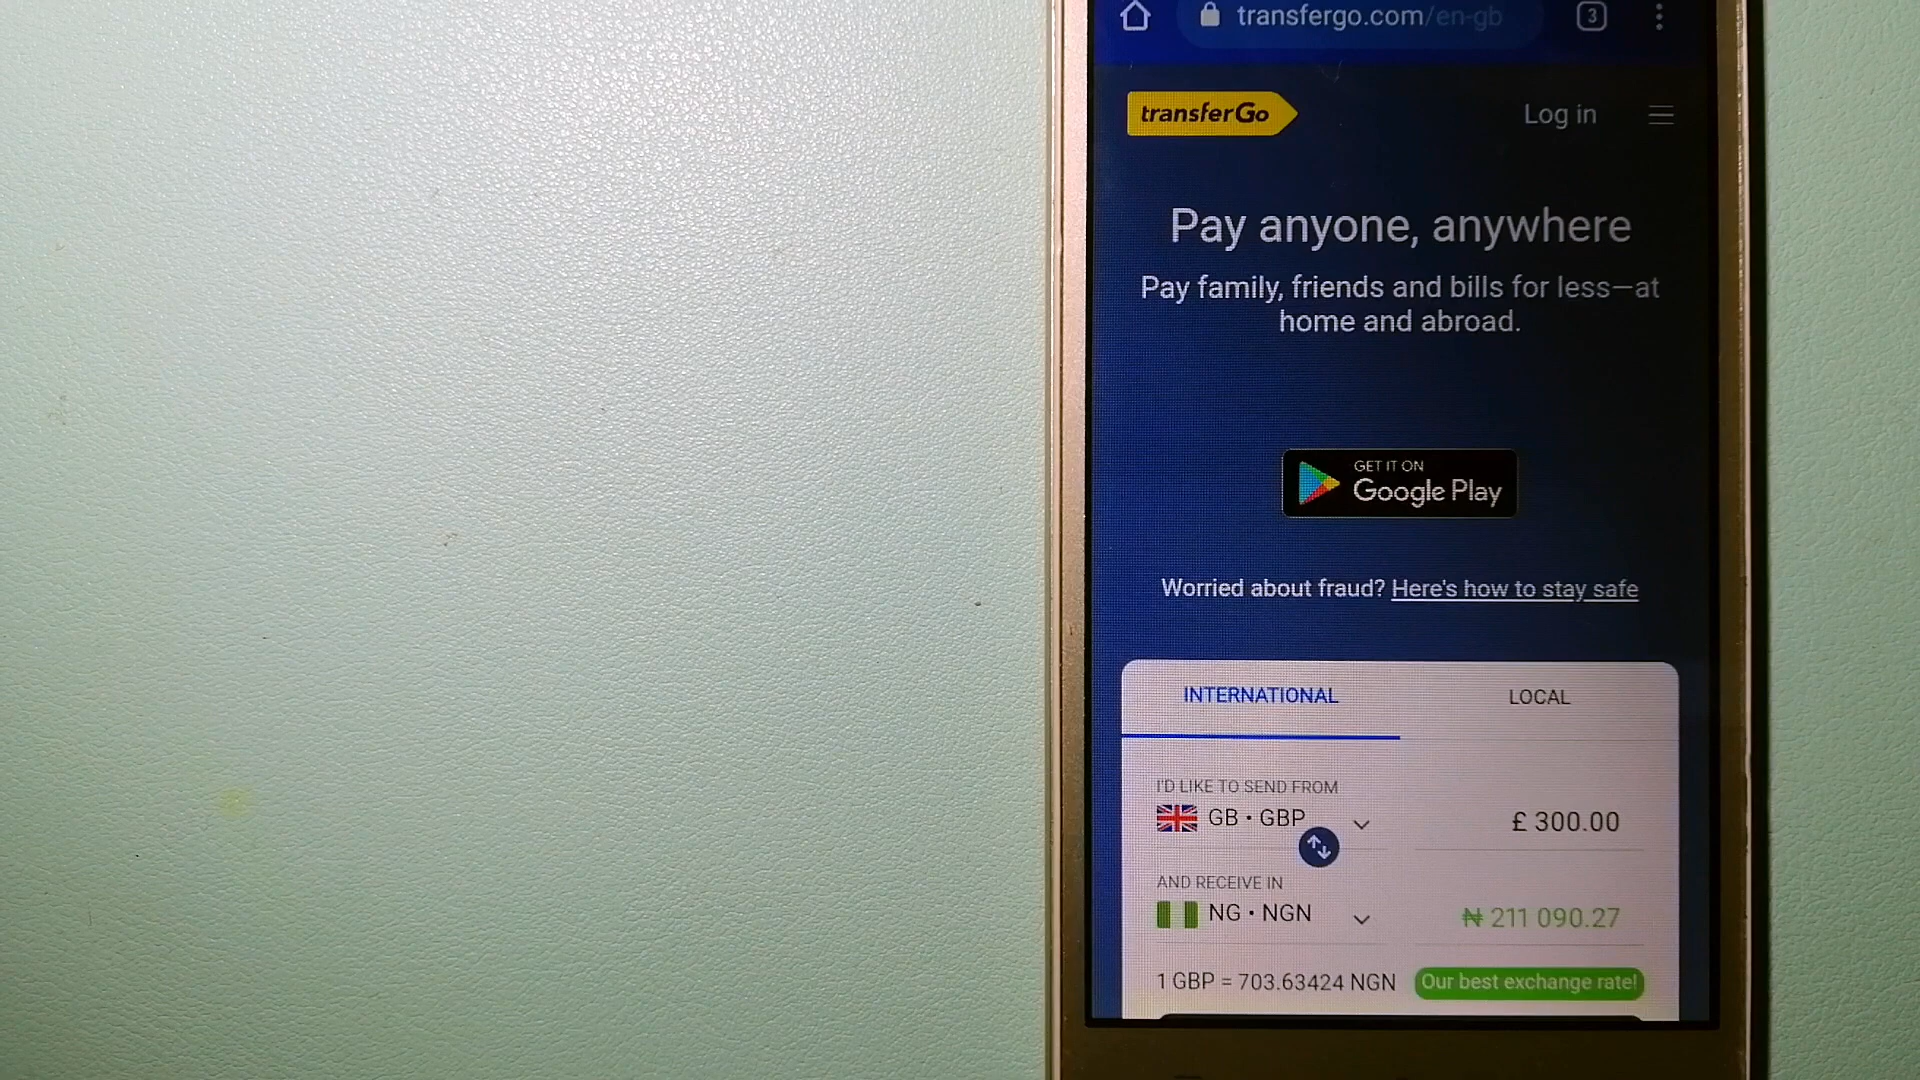 transfergo.com/en-gb
3
transferGo
Log in
Pay anyone, anywhere
Pay family, friends and bills for less—at
home and abroad.
GET IT ON
Google Play
Worried about fraud? Here's how to stay safe
INTERNATIONAL
LOCAL
I'D LIKE TO SEND FROM
GB • GBP
£ 300.00
AND RECEIVE IN
NG • NGN
₦ 211 090.27
1 GBP = 703.63424 NGN
Our best exchange rate!